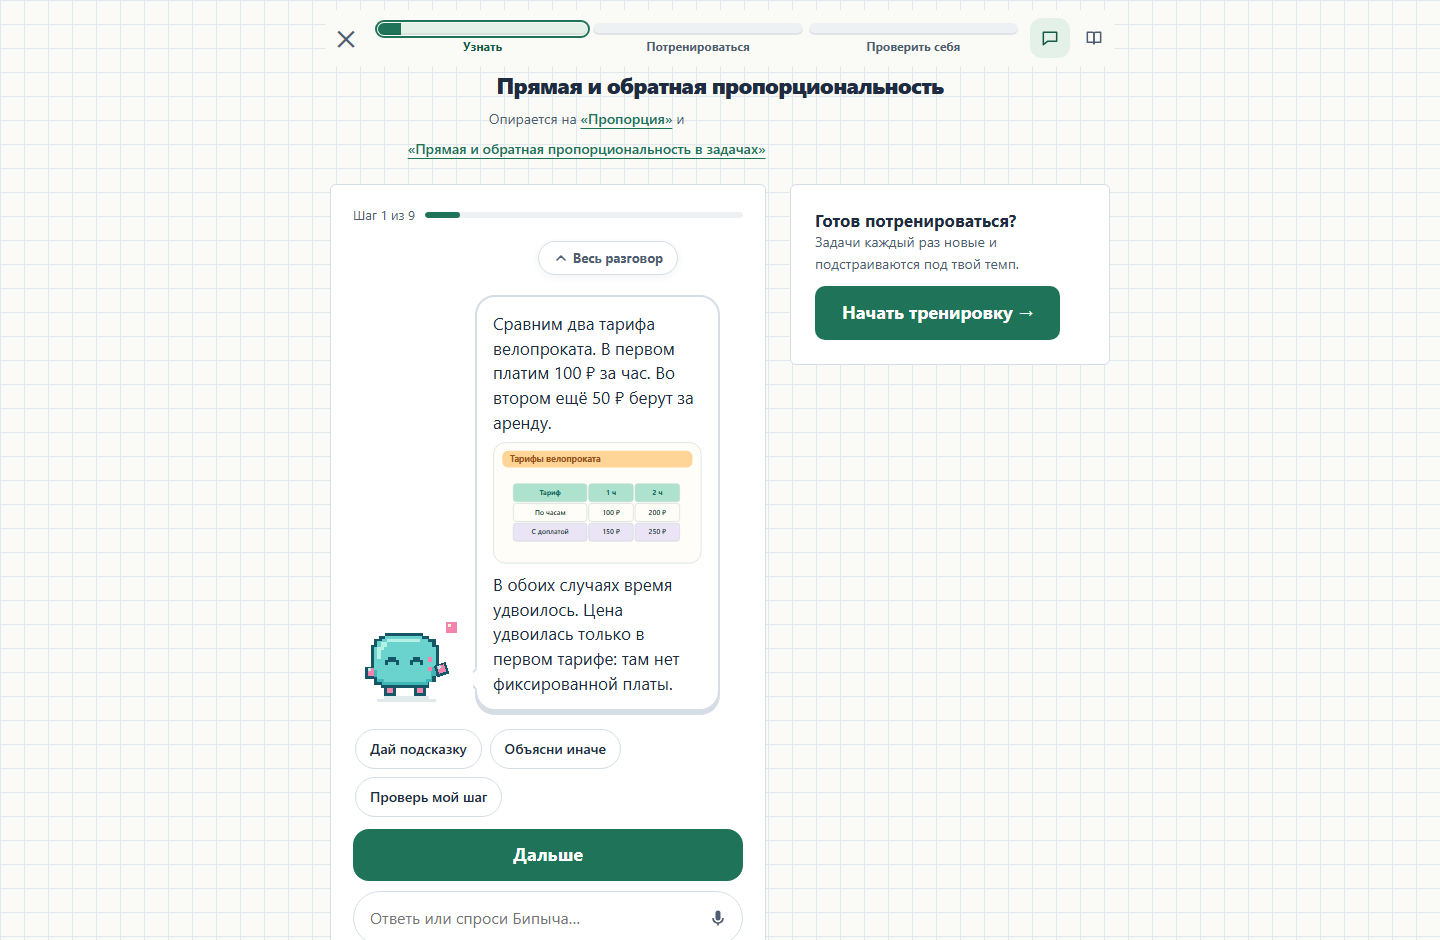 Узнать
Потренироваться
Проверить себя
Прямая и обратная пропорциональность
Опирается на «Пропорция» и
«Прямая и обратная пропорциональность в задачах»
Шаг 1 из 9
Весь разговор
Сравним два тарифа
велопроката. В первом
платим 100 ₽ за час. Во
втором ещё 50 ₽ берут за
аренду.
Тарифы велопроката
Тариф 1 ч 2 ч
По часам 100 ₽ 200 ₽
С доплатой 150 ₽ 250 ₽
В обоих случаях время
удвоилось. Цена
удвоилась только в
первом тарифе: там нет
фиксированной платы.
Дай подсказку
Объясни иначе
Проверь мой шаг
Дальше
Ответь или спроси Бипыча...
Готов потренироваться?
Задачи каждый раз новые и
подстраиваются под твой темп.
Начать тренировку →